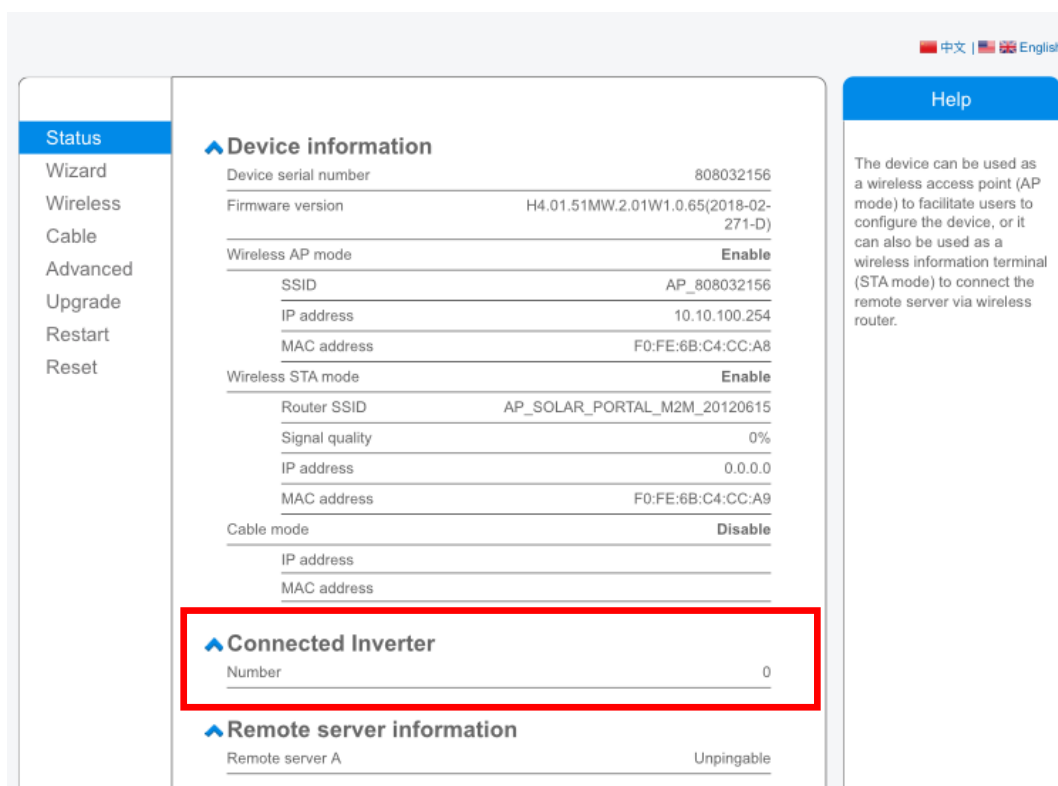 中文 | English
Help
Status
Wizard
Wireless
Cable
Advanced
Upgrade
Restart
Reset
Device information
Device serial number 808032156
Firmware version H4.01.51MW.2.01W1.0.65(2018-02-
271-D)
Wireless AP mode Enable
SSID AP_808032156
IP address 10.10.100.254
MAC address F0:FE:6B:C4:CC:A8
Wireless STA mode Enable
Router SSID AP_SOLAR_PORTAL_M2M_20120615
Signal quality 0%
IP address 0.0.0.0
MAC address F0:FE:6B:C4:CC:A9
Cable mode Disable
IP address
MAC address
Connected Inverter
Number 0
Remote server information
Remote server A Unpingable
The device can be used as
a wireless access point (AP
mode) to facilitate users to
configure the device, or it
can also be used as a
wireless information terminal
(STA mode) to connect the
remote server via wireless
router.